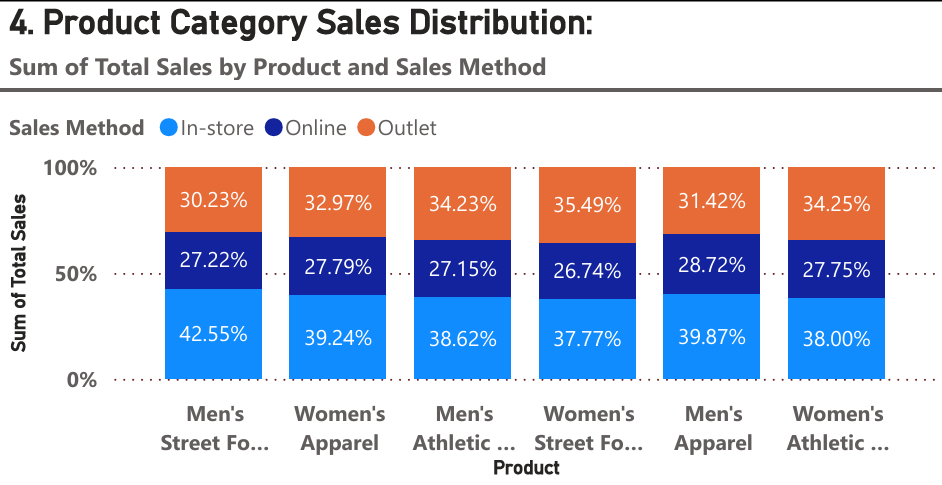 4. Product Category Sales Distribution:
Sum of Total Sales by Product and Sales Method
Sales Method In-store Online Outlet
100%
50%
0%
Sum of Total Sales
30.23% 32.97% 34.23% 35.49% 31.42% 34.25%
27.22% 27.79% 27.15% 26.74% 28.72% 27.75%
42.55% 39.24% 38.62% 37.77% 39.87% 38.00%
Men's Women's Men's Women's Men's Women's
Street Fo... Apparel Athletic ... Street Fo... Apparel Athletic ...
Product